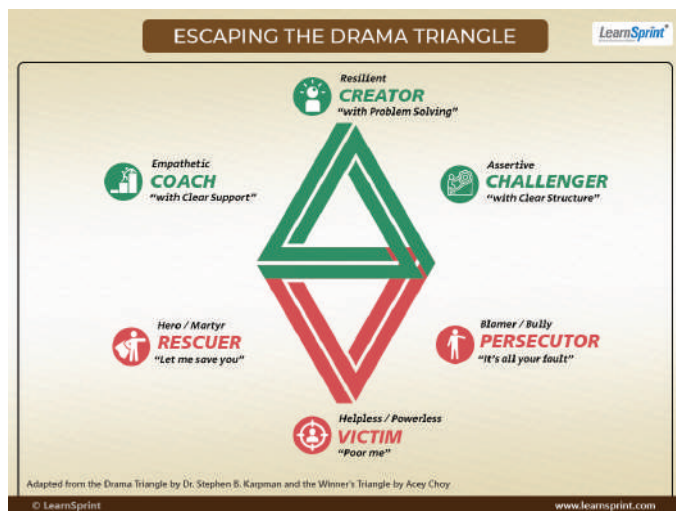 ESCAPING THE DRAMA TRIANGLE
LearnSprint
Resilient
CREATOR
"with Problem Solving"
Empathetic
COACH
"with Clear Support"
Assertive
CHALLENGER
"with Clear Structure"
Hero / Martyr
RESCUER
"Let me save you"
Blamer / Bully
PERSECUTOR
"It's all your fault"
Helpless / Powerless
VICTIM
"Poor me"
Adapted from the Drama Triangle by Dr. Stephen B. Karpman and the Winner's Triangle by Acey Choy
© LearnSprint
www.learnsprint.com